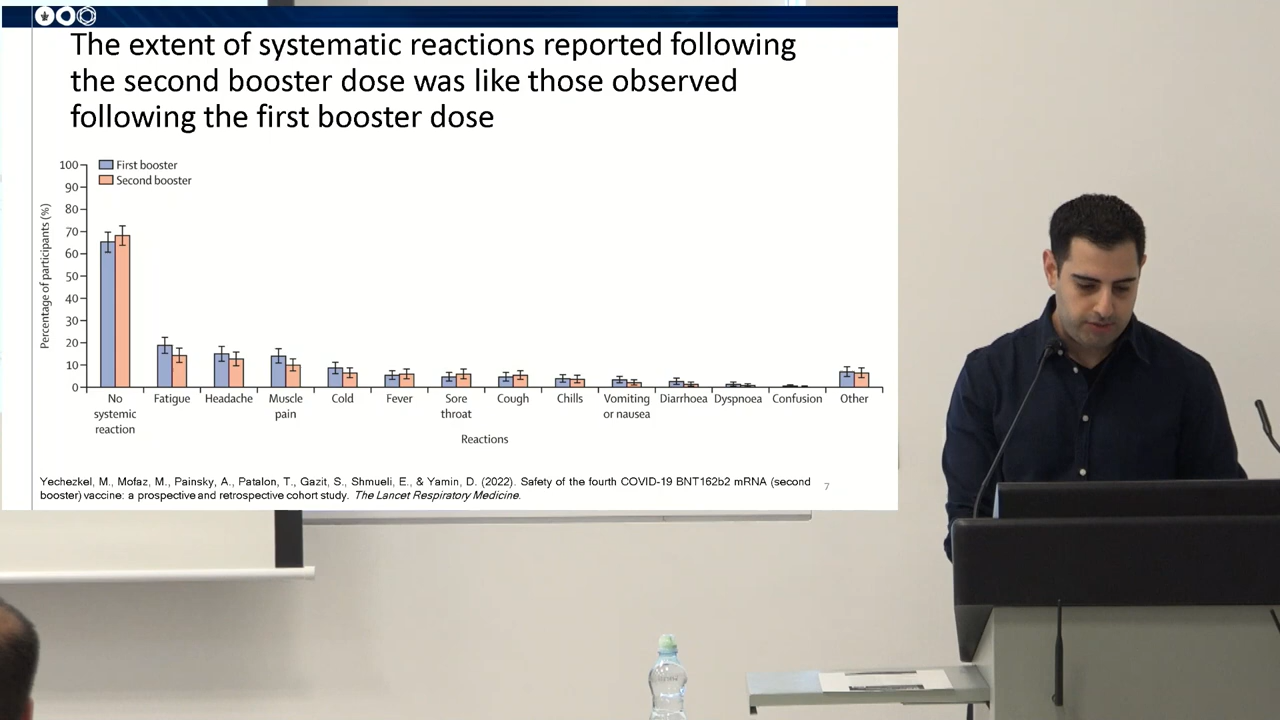 The extent of systematic reactions reported following
the second booster dose was like those observed
following the first booster dose
First booster
Second booster
Percentage of participants (%)
100
90
80
70
60
50
40
30
20
10
0
No systemic reaction
Fatigue
Headache
Muscle pain
Cold
Fever
Sore throat
Cough
Chills
Vomiting or nausea
Diarrhoea
Dyspnoea
Confusion
Other
Reactions
Yechezkel, M., Mofaz, M., Painsky, A., Patalon, T., Gazit, S., Shmueli, E., & Yamin, D. (2022). Safety of the fourth COVID-19 BNT162b2 mRNA (second
booster) vaccine: a prospective and retrospective cohort study. The Lancet Respiratory Medicine.
7